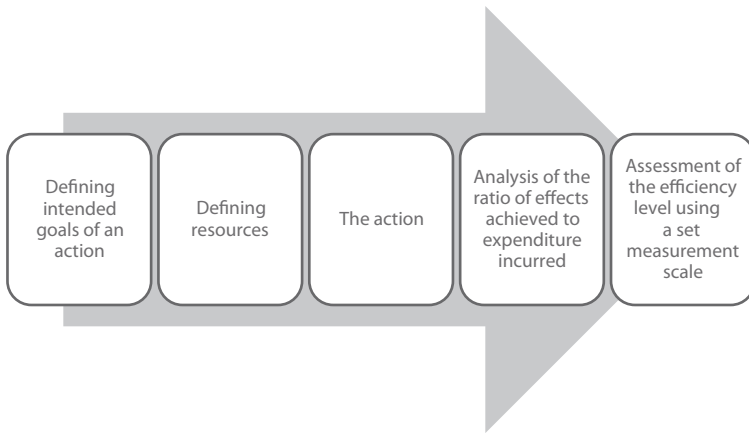 Defining
intended
goals of an
action
Defining
resources
The action
Analysis of the
ratio of effects
achieved to
expenditure
incurred
Assessment of
the efficiency
level using
a set
measurement
scale